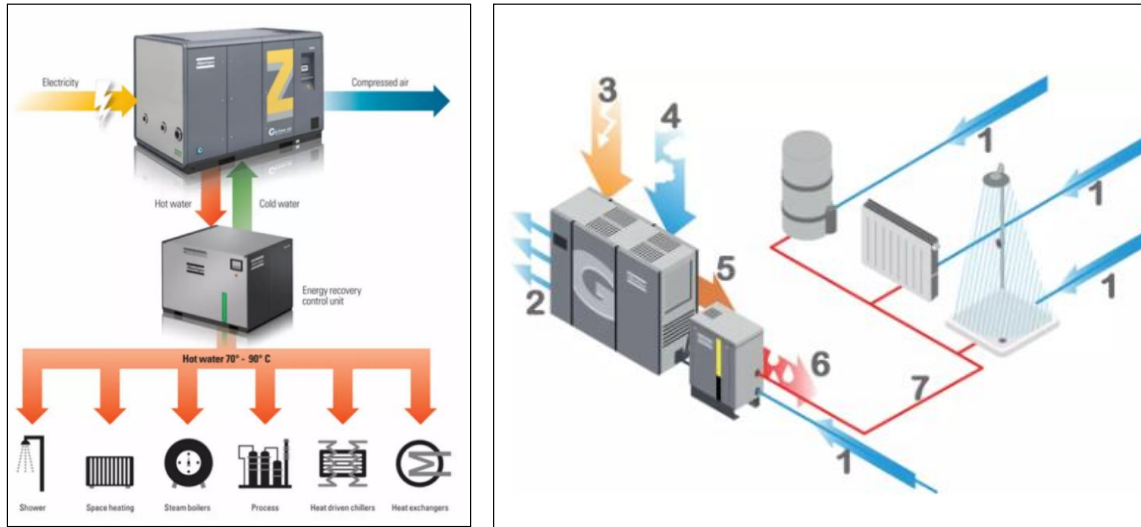 Electricity
Compressed air
Z
Hot water
Cold water
Energy recovery
control unit
Hot water 70° - 90° C
Shower
Space heating
Steam boilers
Process
Heat driven chillers
Heat exchangers
3
4
1
1
5
2
G
1
6
7
1